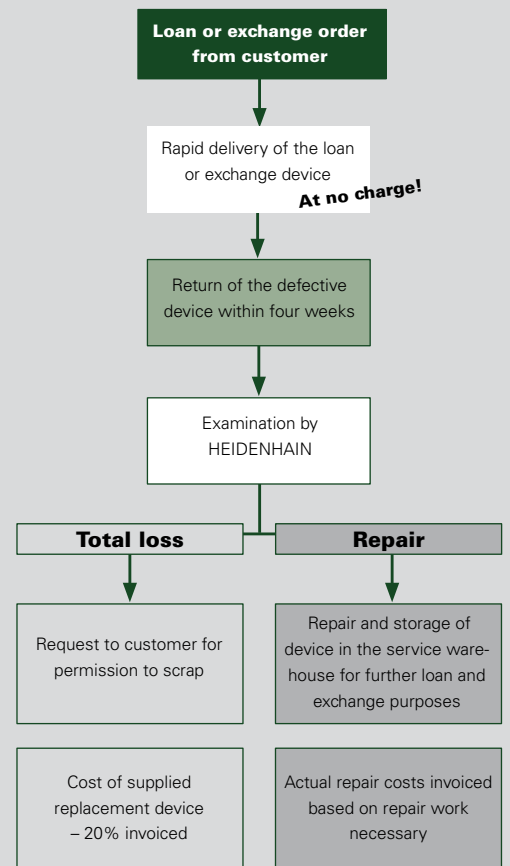 Loan or exchange order
from customer
Rapid delivery of the loan
or exchange device
At no charge!
Return of the defective
device within four weeks
Examination by
HEIDENHAIN
Total loss
Request to customer for
permission to scrap
Cost of supplied
replacement device
– 20% invoiced
Repair
Repair and storage of
device in the service ware-
house for further loan and
exchange purposes
Actual repair costs invoiced
based on repair work
necessary